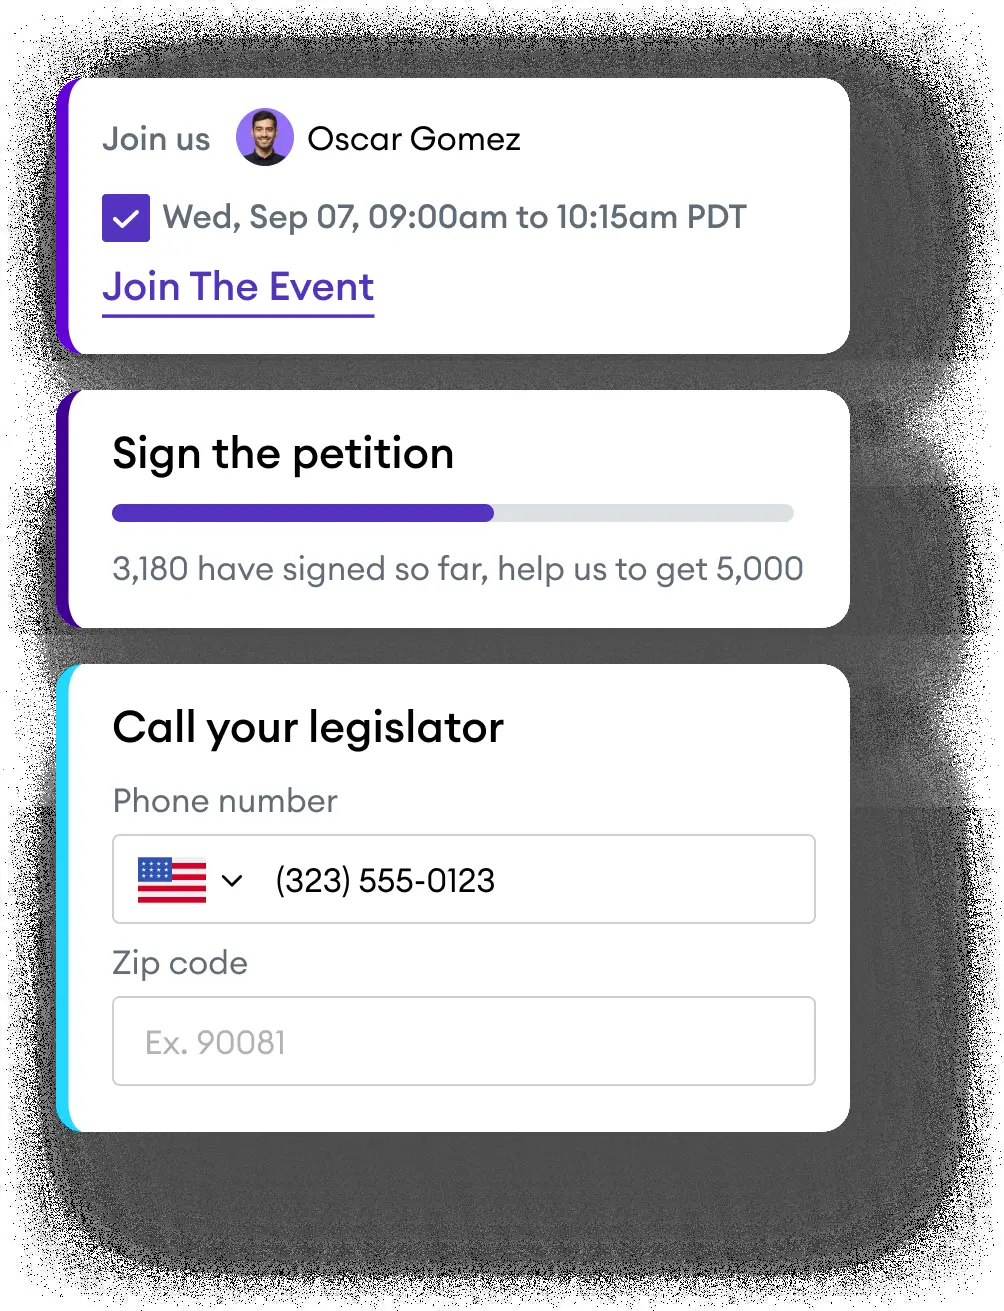 Join us Oscar Gomez
Wed, Sep 07, 09:00am to 10:15am PDT
Join The Event
Sign the petition
3,180 have signed so far, help us to get 5,000
Call your legislator
Phone number
(323) 555-0123
Zip code
Ex. 90081